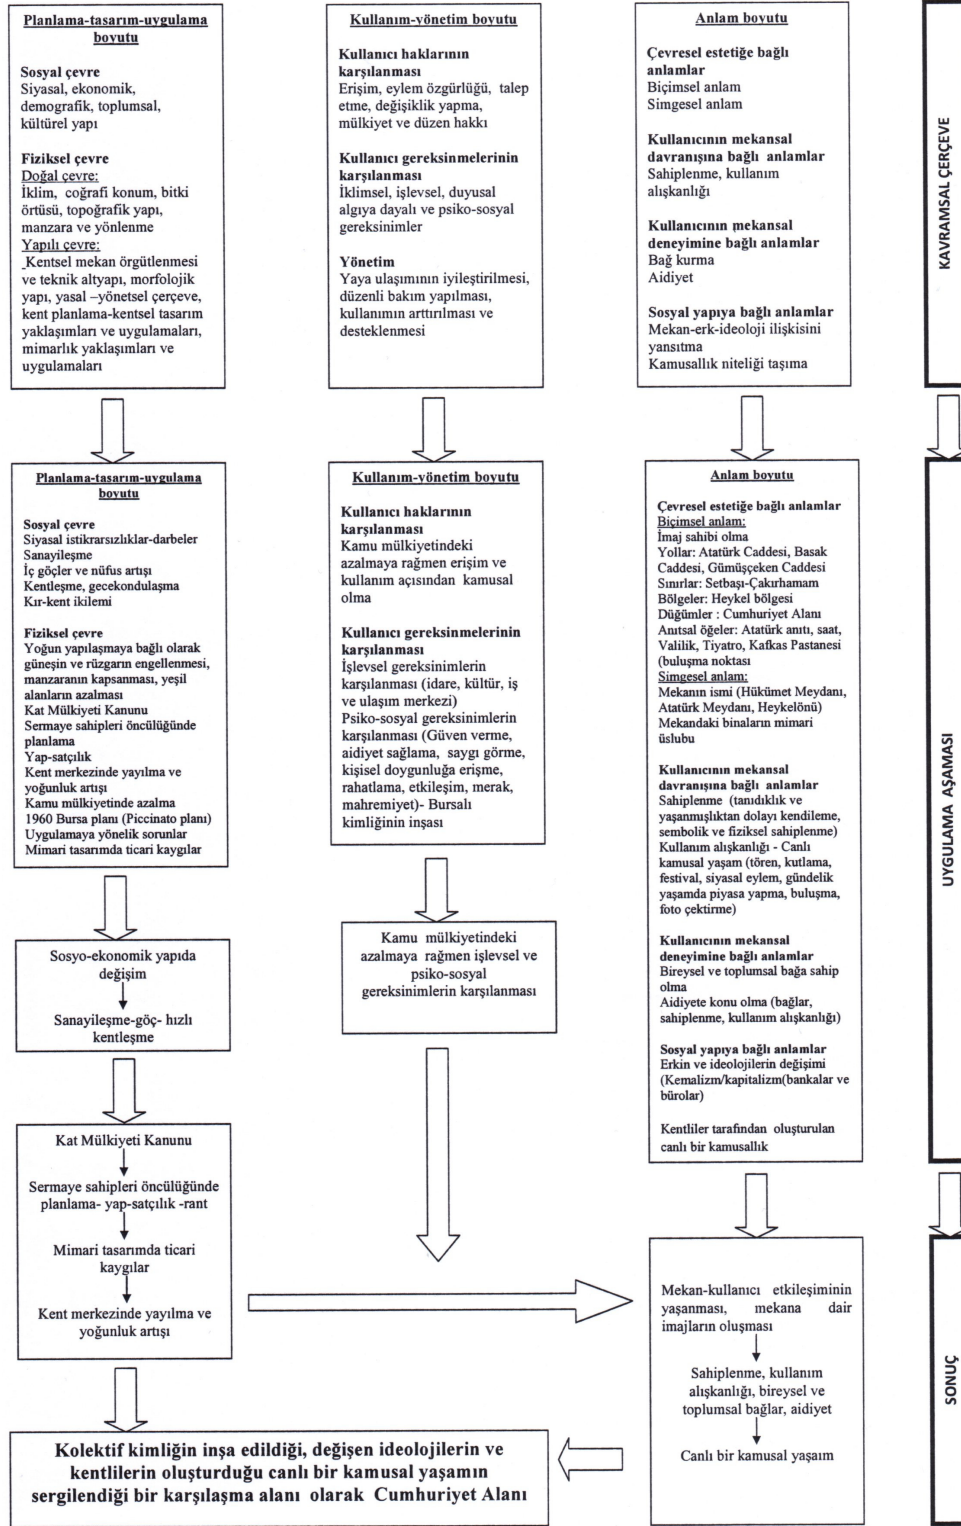 Planlama-tasarım-uygulama
boyutu
Sosyal çevre
Siyasal, ekonomik,
demografik, toplumsal,
kültürel yapı
Fiziksel çevre
Doğal çevre:
İklim, coğrafi konum, bitki
örtüsü, topoğrafik yapı,
manzara ve yönlenme
Yapılı çevre:
Kentsel mekan örgütlenmesi
ve teknik altyapı, morfolojik
yapı, yasal –yönetsel çerçeve,
kent planlama-kentsel tasarım
yaklaşımları ve uygulamaları,
mimarlık yaklaşımları ve
uygulamaları
Kullanım-yönetim boyutu
Kullanıcı haklarının
karşılanması
Erişim, eylem özgürlüğü, talep
etme, değişiklik yapma,
mülkiyet ve düzen hakkı
Kullanıcı gereksinmelerinin
karşılanması
İklimsel, işlevsel, duyusal
algıya dayalı ve psiko-sosyal
gereksinimler
Yönetim
Yaya ulaşımının iyileştirilmesi,
düzenli bakım yapılması,
kullanımın arttırılması ve
desteklenmesi
Anlam boyutu
Çevresel estetiğe bağlı
anlamlar
Biçimsel anlam
Simgesel anlam
Kullanıcının mekansal
davranışına bağlı anlamlar
Sahiplenme, kullanım
alışkanlığı
Kullanıcının mekansal
deneyimine bağlı anlamlar
Bağ kurma
Aidiyet
Sosyal yapıya bağlı anlamlar
Mekan-erk-ideoloji ilişkisini
yansıtma
Kamusallık niteliği taşıma
KAVRAMSAL ÇERÇEVE
Planlama-tasarım-uygulama
boyutu
Sosyal çevre
Siyasal istikrarsızlıklar-darbeler
Sanayileşme
İç göçler ve nüfus artışı
Kentleşme, gecekondulaşma
Kır-kent ikilemi
Fiziksel çevre
Yoğun yapılaşmaya bağlı olarak
güneşin ve rüzgarın engellenmesi,
manzaranın kapsanması, yeşil
alanların azalması
Kat Mülkiyeti Kanunu
Sermaye sahipleri öncülüğünde
planlama
Yap-satçılık
Kent merkezinde yayılma ve
yoğunluk artışı
Kamu mülkiyetinde azalma
1960 Bursa planı (Piccinato planı)
Uygulamaya yönelik sorunlar
Mimari tasarımda ticari kaygılar
Kullanım-yönetim boyutu
Kullanıcı haklarının
karşılanması
Kamu mülkiyetindeki
azalmaya rağmen erişim ve
kullanım açısından kamusal
olma
Kullanıcı gereksinmelerinin
karşılanması
İşlevsel gereksinimlerin
karşılanması (idare, kültür, iş
ve ulaşım merkezi)
Psiko-sosyal gereksinimlerin
karşılanması (Güven verme,
aidiyet sağlama, saygı görme,
kişisel doygunluğa erişme,
rahatlama, etkileşim, merak,
mahremiyet)- Bursalı
kimliğinin inşası
Anlam boyutu
Çevresel estetiğe bağlı anlamlar
Biçimsel anlam:
İmaj sahibi olma
Yollar: Atatürk Caddesi, Basak
Caddesi, Gümüşçeken Caddesi
Sınırlar: Setbaşı-Çakırhamam
Bölgeler: Heykel bölgesi
Düğümler : Cumhuriyet Alanı
Anıtsal öğeler: Atatürk anıtı, saat,
Valilik, Tiyatro, Kafkas Pastanesi
(buluşma noktası
Simgesel anlam:
Mekanın ismi (Hükümet Meydanı,
Atatürk Meydanı, Heykelönü)
Mekandaki binaların mimari
üslubu
Kullanıcının mekansal
davranışına bağlı anlamlar
Sahiplenme (tanıdıklık ve
yaşanmışlıktan dolayı kendileme,
sembolik ve fiziksel sahiplenme)
Kullanım alışkanlığı - Canlı
kamusal yaşam (tören, kutlama,
festival, siyasal eylem, gündelik
yaşamda piyasa yapma, buluşma,
foto çektirme)
Kullanıcının mekansal
deneyimine bağlı anlamlar
Bireysel ve toplumsal bağa sahip
olma
Aidiyete konu olma (bağlar,
sahiplenme, kullanım alışkanlığı)
Sosyal yapıya bağlı anlamlar
Erkin ve ideolojilerin değişimi
(Kemalizm/kapitalizm(bankalar ve
bürolar)
Kentliler tarafından oluşturulan
canlı bir kamusallık
UYGULAMA AŞAMASI
Sosyo-ekonomik yapıda
değişim
Sanayileşme-göç- hızlı
kentleşme
Kamu mülkiyetindeki
azalmaya rağmen işlevsel ve
psiko-sosyal
gereksinimlerin karşılanması
Kat Mülkiyeti Kanunu
Sermaye sahipleri öncülüğünde
planlama- yap-satçılık -rant
Mimari tasarımda ticari
kaygılar
Kent merkezinde yayılma ve
yoğunluk artışı
Mekan-kullanıcı etkileşiminin
yaşanması, mekana dair
imajların oluşması
Sahiplenme, kullanım
alışkanlığı, bireysel ve
toplumsal bağlar, aidiyet
Canlı bir kamusal yaşam
SONUÇ
Kolektif kimliğin inşa edildiği, değişen ideolojilerin ve
kentlilerin oluşturduğu canlı bir kamusal yaşamın
sergilendiği bir karşılaşma alanı olarak Cumhuriyet Alanı